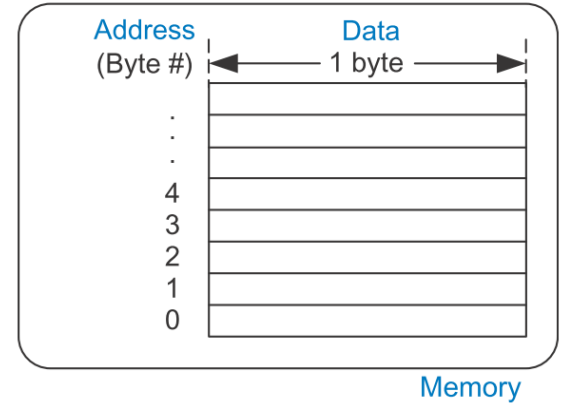 Address Data
(Byte #) 1 byte
.
.
.
4
3
2
1
0
Memory